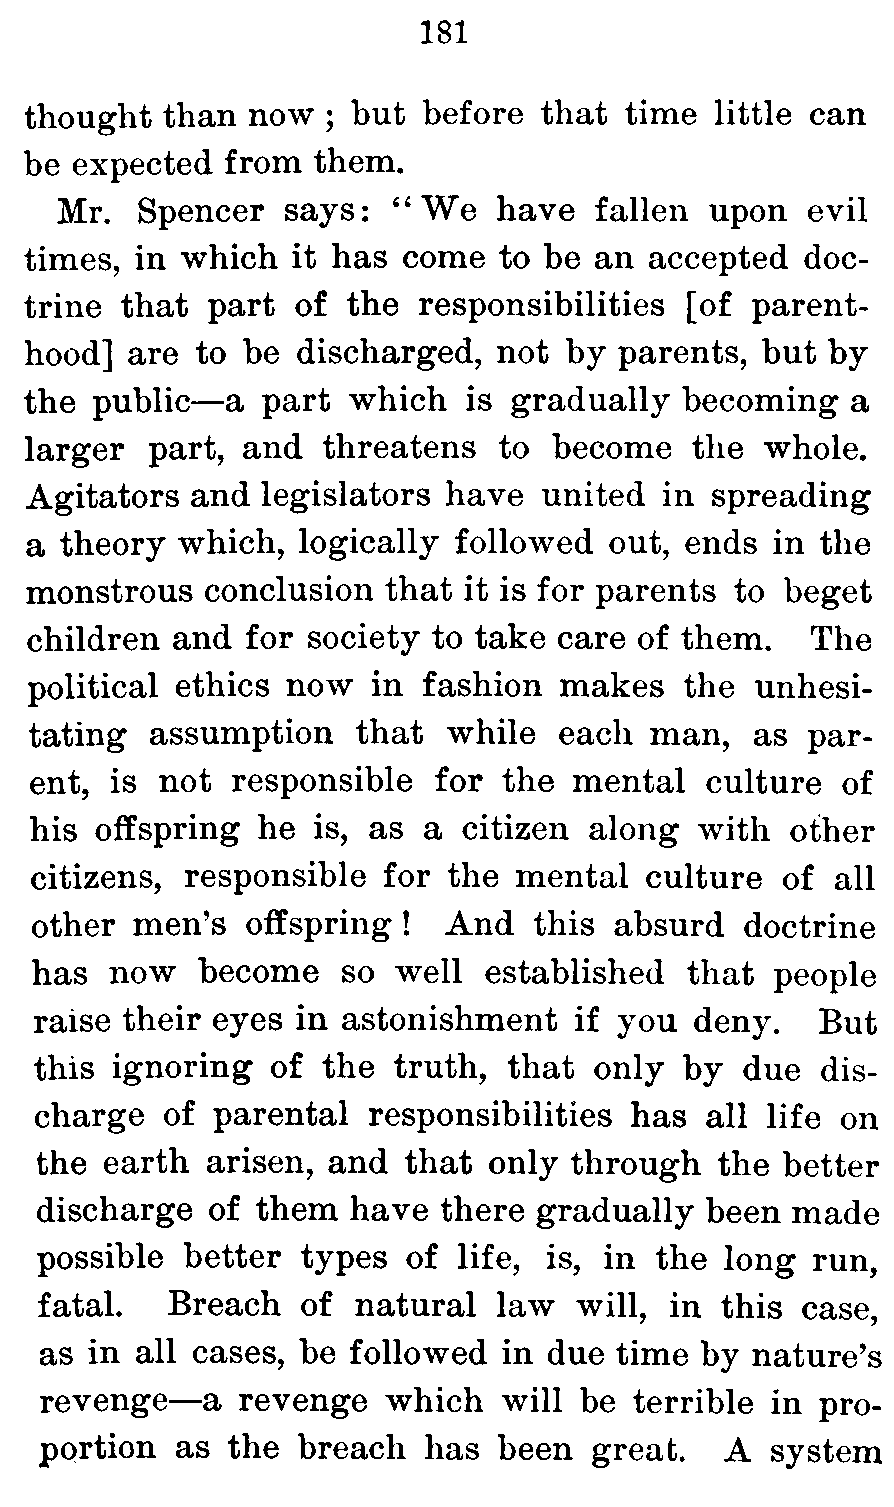 181
thought than now ; but before that time little can
be expected from them.
Mr. Spencer says: “ We have fallen upon evil
times, in which it has come to be an accepted doc-
trine that part of the responsibilities [of parent-
hood] are to be discharged, not by parents, but by
the public—a part which is gradually becoming a
larger part, and threatens to become the whole.
Agitators and legislators have united in spreading
a theory which, logically followed out, ends in the
monstrous conclusion that it is for parents to beget
children and for society to take care of them. The
political ethics now in fashion makes the unhesi-
tating assumption that while each man, as par-
ent, is not responsible for the mental culture of
his offspring he is, as a citizen along with other
citizens, responsible for the mental culture of all
other men’s offspring ! And this absurd doctrine
has now become so well established that people
raise their eyes in astonishment if you deny. But
this ignoring of the truth, that only by due dis-
charge of parental responsibilities has all life on
the earth arisen, and that only through the better
discharge of them have there gradually been made
possible better types of life, is, in the long run,
fatal. Breach of natural law will, in this case,
as in all cases, be followed in due time by nature’s
revenge—a revenge which will be terrible in pro-
portion as the breach has been great. A system